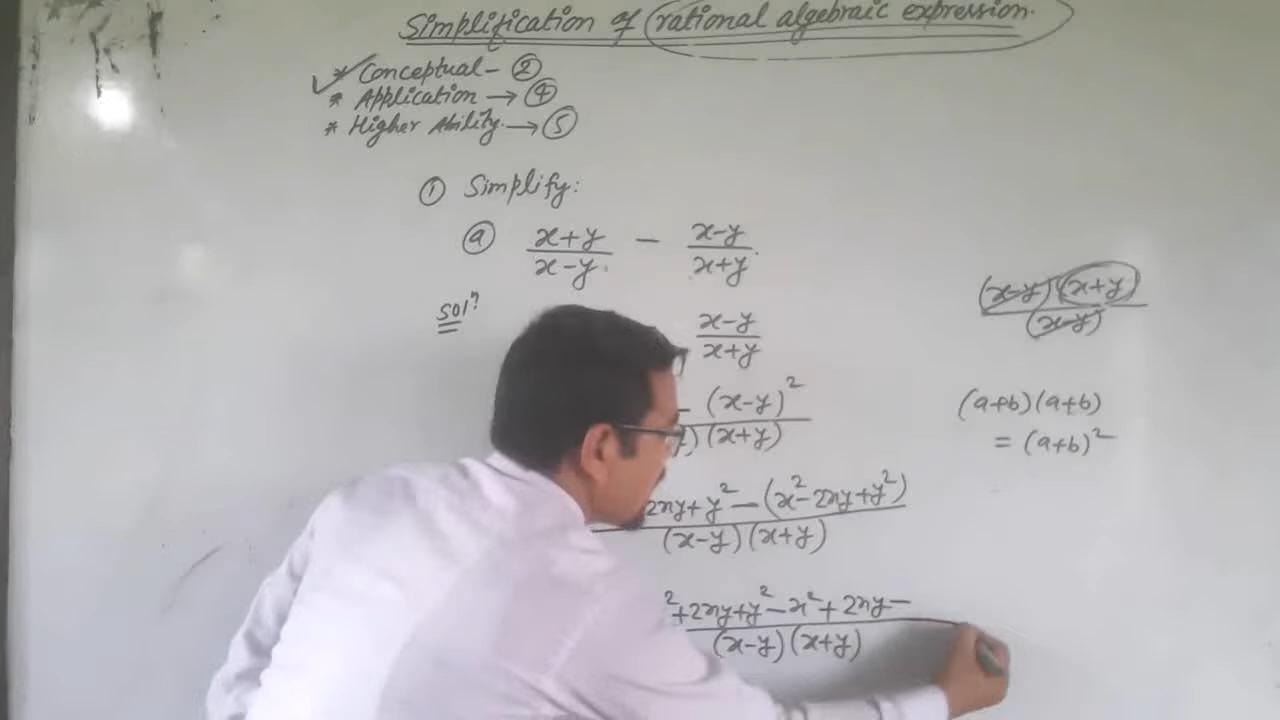 Simplification of rational algebraic expression.
* Conceptual - ②
* Application → ④
* Higher Ability. → ⑤
① Simplify:
ⓐ x+y/x-y - x-y/x+y
Solⁿ
x-y/x+y
- (x-y)²
)(x+y)
2xy+y²-(x²-2xy+y²)
(x-y)(x+y)
²+2xy+y²-x²+2xy-
(x-y)(x+y)
(x-y)(x+y)
(x-y)
(a+b)(a+b)
= (a+b)²